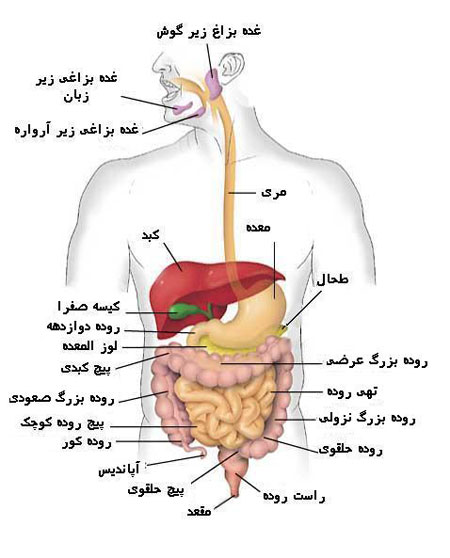 غده بزاغ زیر گوش
غده بزاغی زیر
زبان
غده بزاغی زیر آرواره
مری
معده
کبد
طحال
کیسه صفرا
روده دوازدهه
لوز المعده
پیچ کبدی
روده بزرگ عرضی
تهی روده
روده بزرگ صعودی
روده بزرگ نزولی
پیچ روده کوچک
روده کور
روده حلقوی
آپاندیس
پیچ حلقوی
راست روده
مقعد